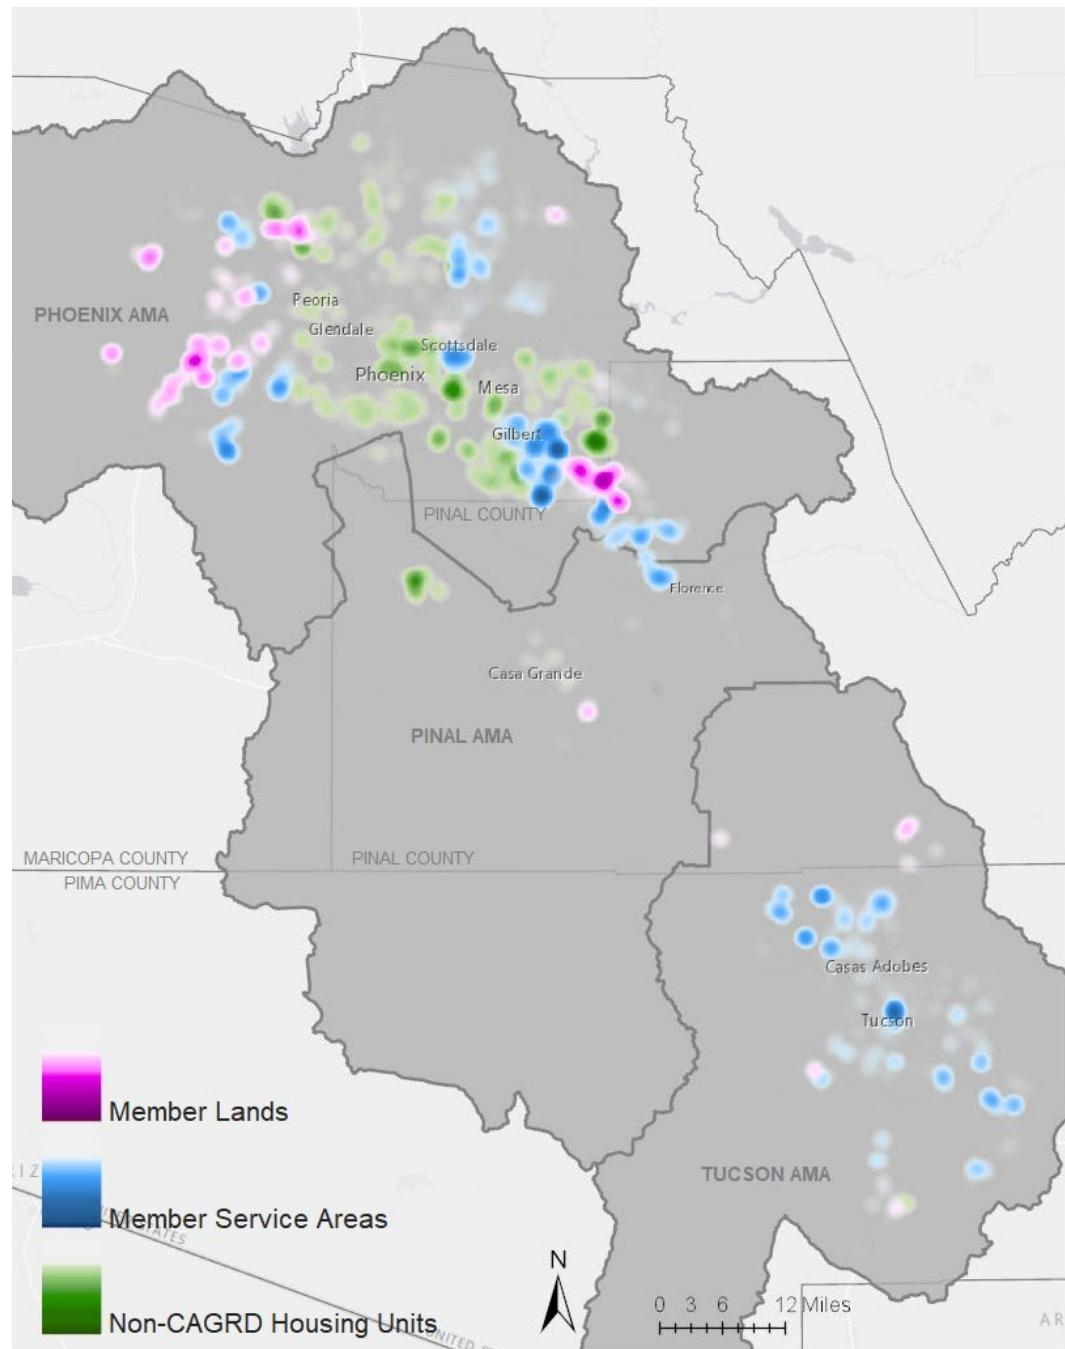 Peoria
PHOENIX AMA
Glendale
Scottsdale
Phoenix
Mesa
Gilbert
PINAL COUNTY
Florence
Casa Grande
PINAL AMA
MARICOPA COUNTY
PINAL COUNTY
PIMA COUNTY
Casas Adobes
Tucson
Member Lands
TUCSON AMA
Member Service Areas
N
0 3 6 12 Miles
Non-CAGRD Housing Units